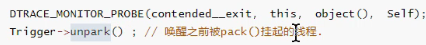 DTRACE_MONITOR_PROBE(contended__exit, this, object(), Self);
Trigger->unpark() ; // 唤醒之前被pack()挂起的线程.